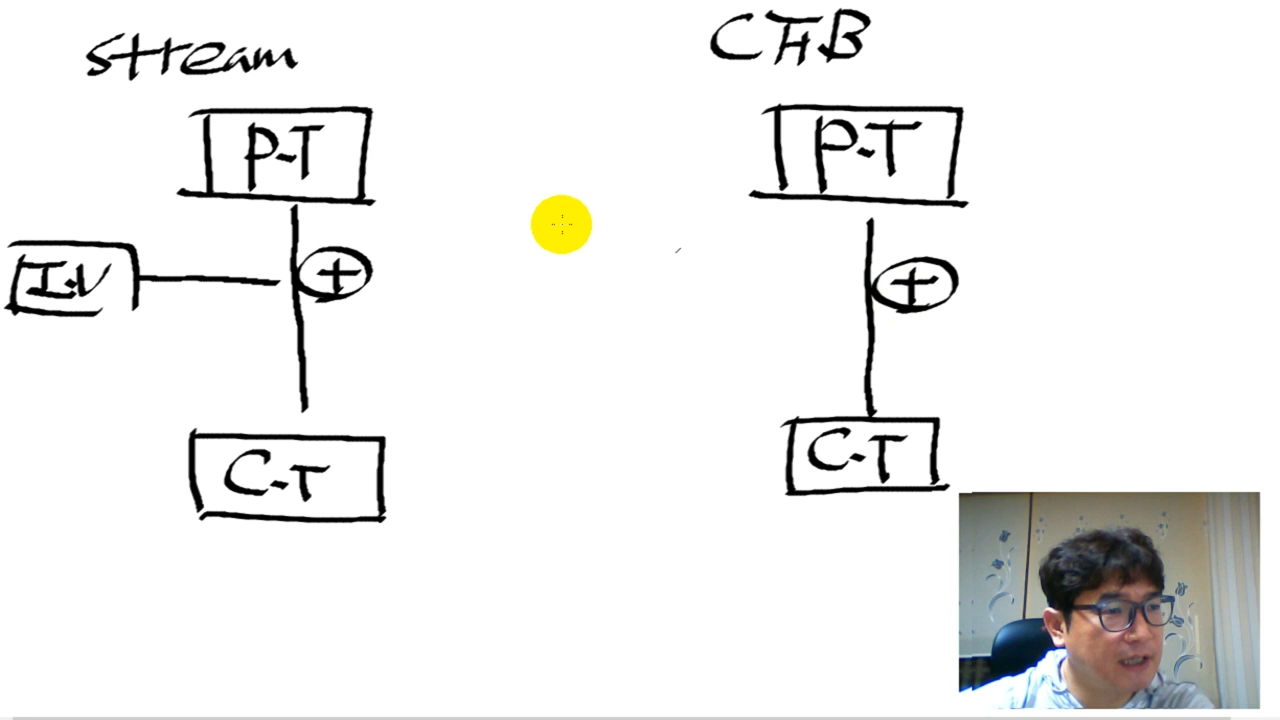 stream
P-T
I.V
+
C-T
CFB
P-T
+
C-T